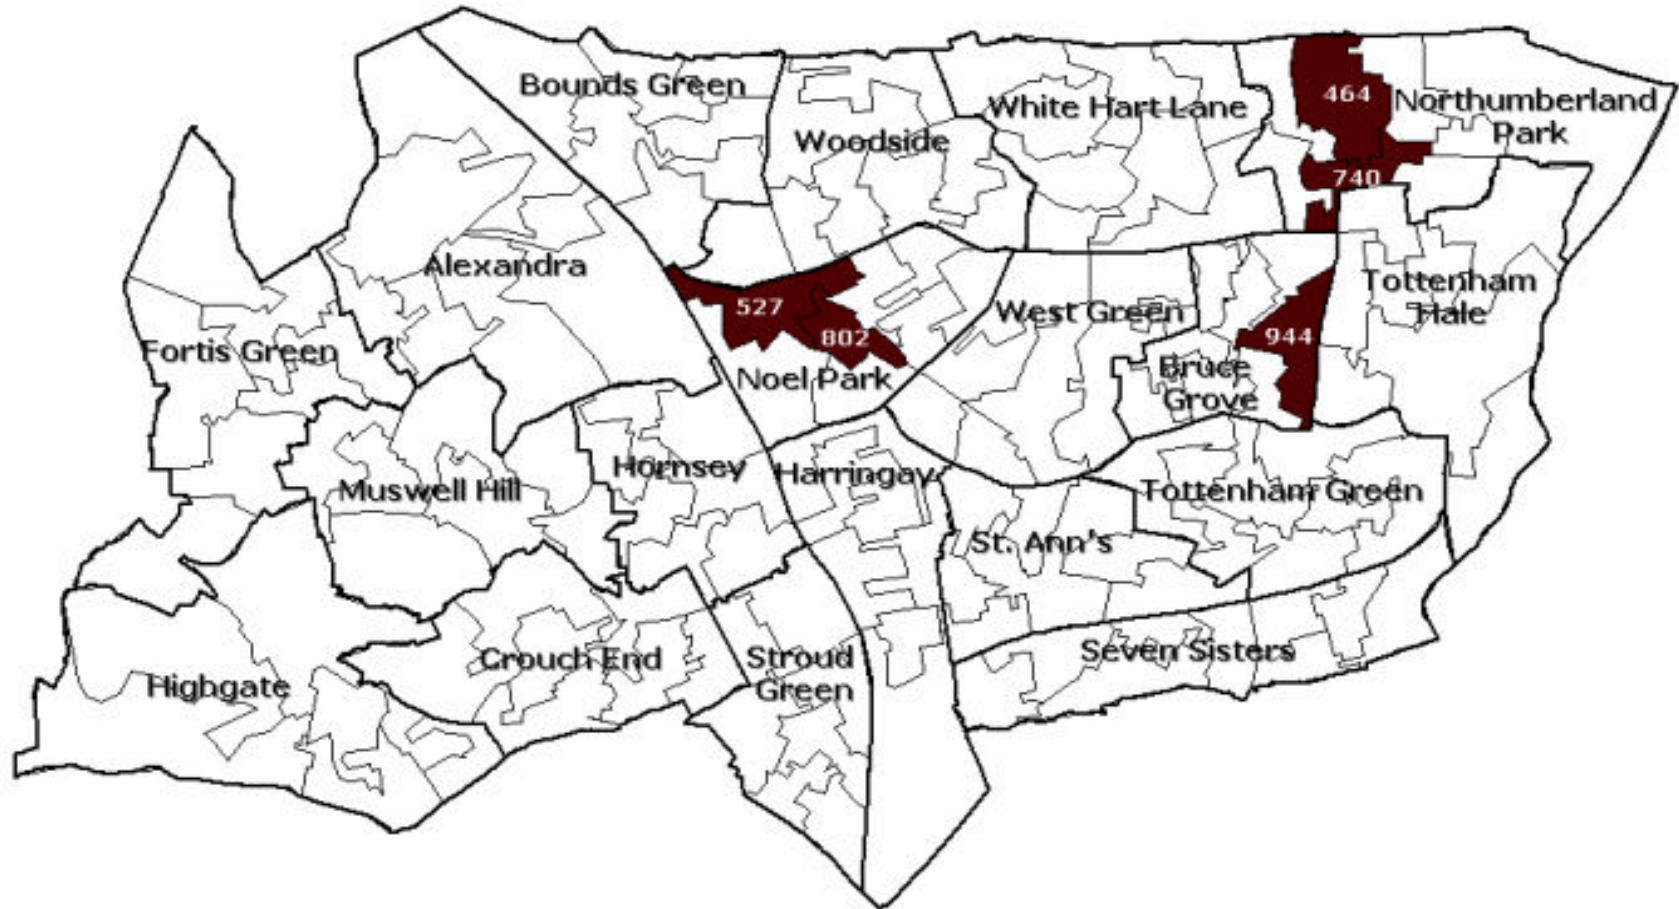 Bounds Green
464
Northumberland
Park
White Hart Lane
Woodside
740
Alexandra
Tottenham
Hale
527
West Green
802
944
Fortis Green
Bruce
Grove
Noel Park
Hornsey
Harringay
Muswell Hill
Tottenham Green
St. Ann's
Seven Sisters
Crouch End
Stroud
Green
Highgate